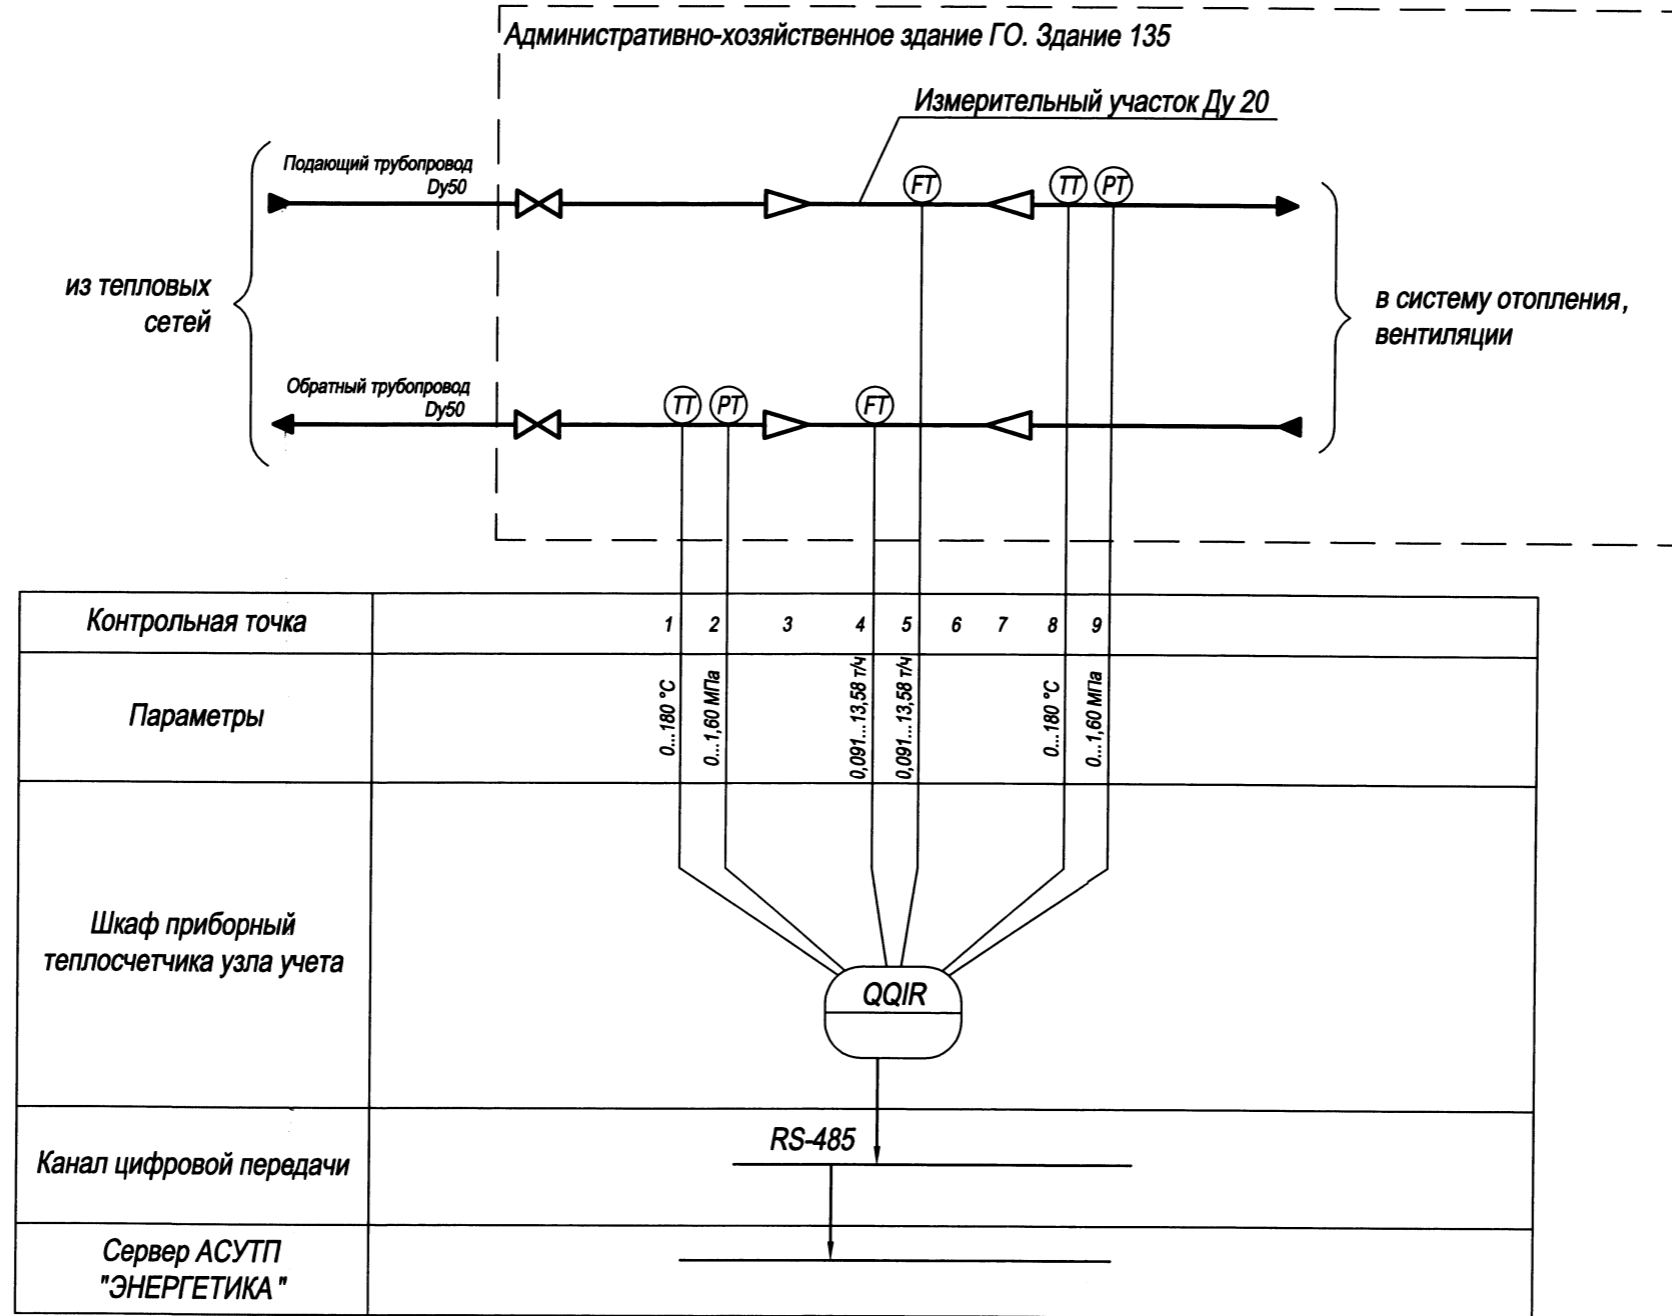 Административно-хозяйственное здание ГО. Здание 135
Измерительный участок Ду 20
Подающий трубопровод
Dy50
FT
TT
PT
из тепловых
сетей
в систему отопления,
вентиляции
Обратный трубопровод
Dy50
TT
PT
FT
Контрольная точка
1 2 3 4 5 6 7 8 9
Параметры
0...180 °C
0...1,60 МПа
0,091...13,58 т/ч
0,091...13,58 т/ч
0...180 °C
0...1,60 МПа
Шкаф приборный
теплосчетчика узла учета
QQIR
Канал цифровой передачи
RS-485
Сервер АСУТП
"ЭНЕРГЕТИКА"